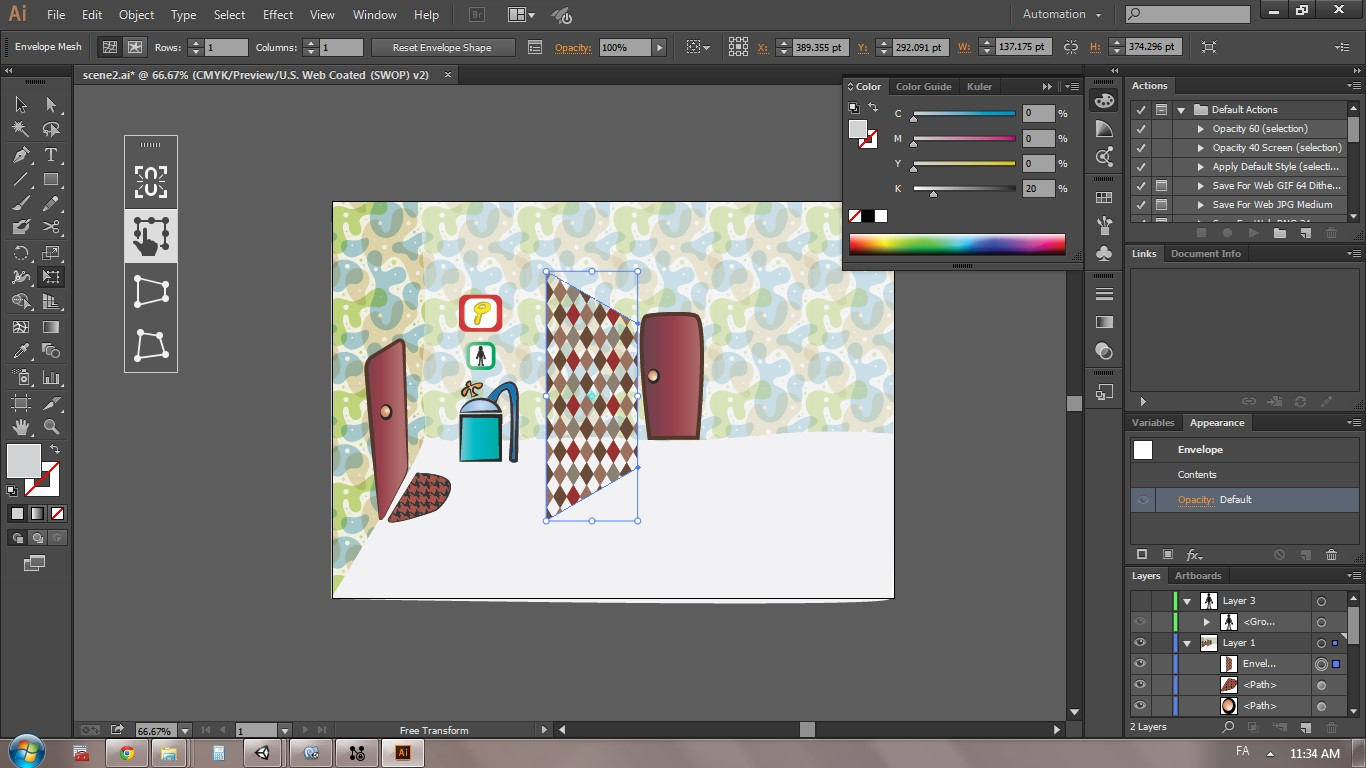 Ai File Edit Object Type Select Effect View Window Help Br Automation
Envelope Mesh Rows: 1 Columns: 1 Reset Envelope Shape Opacity: 100% X: 389.355 pt Y: 292.091 pt W: 137.175 pt H: 374.296 pt
scene2.ai* @ 66.67% (CMYK/Preview/U.S. Web Coated (SWOP) v2)
Color Color Guide Kuler
C 0 %
M 0 %
Y 0 %
K 20 %
Actions
Default Actions
Opacity 60 (selection)
Opacity 40 Screen (selection)
Apply Default Style (selecti...
Save For Web GIF 64 Dithe...
Save For Web JPG Medium
Links Document Info
Variables Appearance
Envelope
Contents
Opacity: Default
fx
Layers Artboards
Layer 3
<Gro...
Layer 1
Envel...
<Path>
<Path>
2 Layers
66.67% 1 Free Transform
Ai FA 11:34 AM